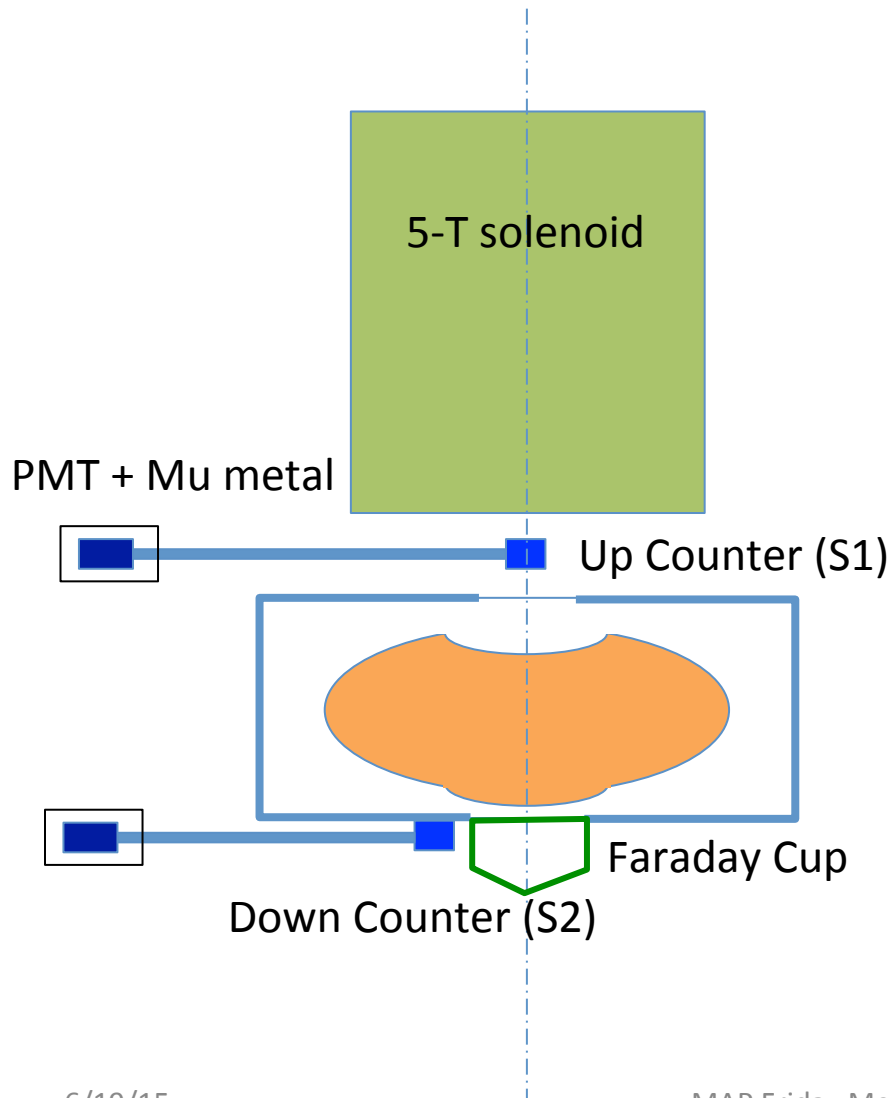 5-T solenoid
PMT + Mu metal
Up Counter (S1)
Faraday Cup
Down Counter (S2)